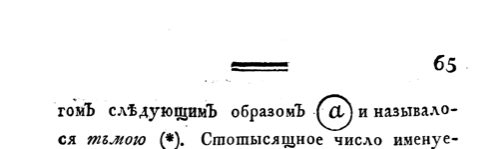 65
гомъ слѣдующимъ образомъ а и называло-
ся тьмою (*). Стотысящное число именуе-